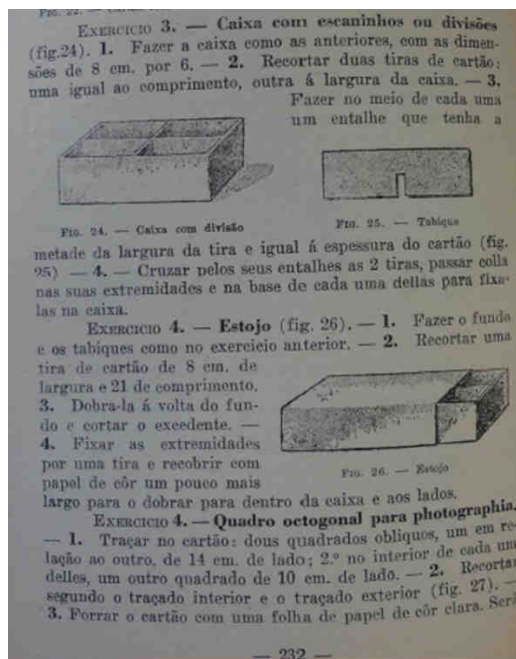 EXERCICIO 3. — Caixa com escaninhos ou divisões
(fig.24). 1. Fazer a caixa como as anteriores, com as dimen-
sões de 8 cm. por 6. — 2. Recortar duas tiras de cartão:
uma igual ao comprimento, outra á largura da caixa. — 3.
Fazer no meio de cada uma
um entalhe que tenha a
FIG. 24. — Caixa com divisão
FIG. 25. — Tabique
metade da largura da tira e igual á espessura do cartão (fig.
25) — 4. — Cruzar pelos seus entalhes as 2 tiras, passar colla
nas suas extremidades e na base de cada uma dellas para fixa-
las na caixa.
EXERCICIO 4. — Estojo (fig. 26). — 1. Fazer o fundo
e os tabiques como no exercicio anterior. — 2. Recortar uma
tira de cartão de 8 cm. de
largura e 21 de comprimento.
3. Dobra-la á volta do fun-
do e cortar o excedente. —
4. Fixar as extremidades
por uma tira e recobrir com
papel de côr um pouco mais
FIG. 26. — Estojo
largo para o dobrar para dentro da caixa e aos lados.
EXERCICIO 4. — Quadro octogonal para photographia.
— 1. Traçar no cartão: dous quadrados obliquos, um em re-
lação ao outro, de 14 em. de lado; 2.º no interior de cada um
delles, um outro quadrado de 10 em. de lado. — 2. Recortar
segundo o traçado interior e o traçado exterior (fig. 27). —
3. Forrar o cartão com uma folha de papel de côr clara. Será
— 232 —